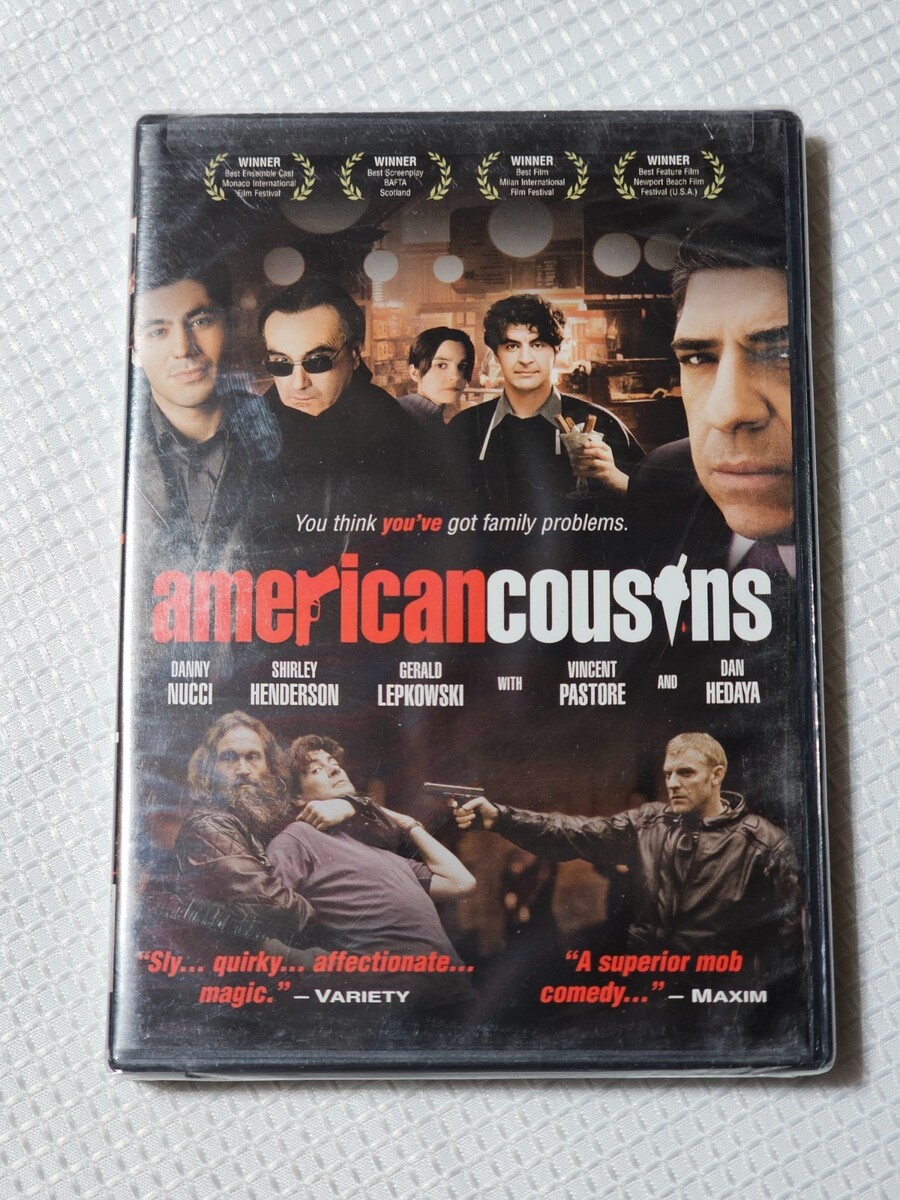 WINNER
Best Ensemble Cast
Monaco International
Film Festival
WINNER
Best Screenplay
BAFTA
Scotland
WINNER
Best Film
Milan International
Film Festival
WINNER
Best Feature Film
Newport Beach Film
Festival (U.S.A.)
You think you've got family problems.
americancousins
DANNY
NUCCI
SHIRLEY
HENDERSON
GERALD
LEPKOWSKI
WITH
VINCENT
PASTORE
AND
DAN
HEDAYA
“Sly... quirky... affectionate...
magic.” – VARIETY
“A superior mob
comedy...” – MAXIM